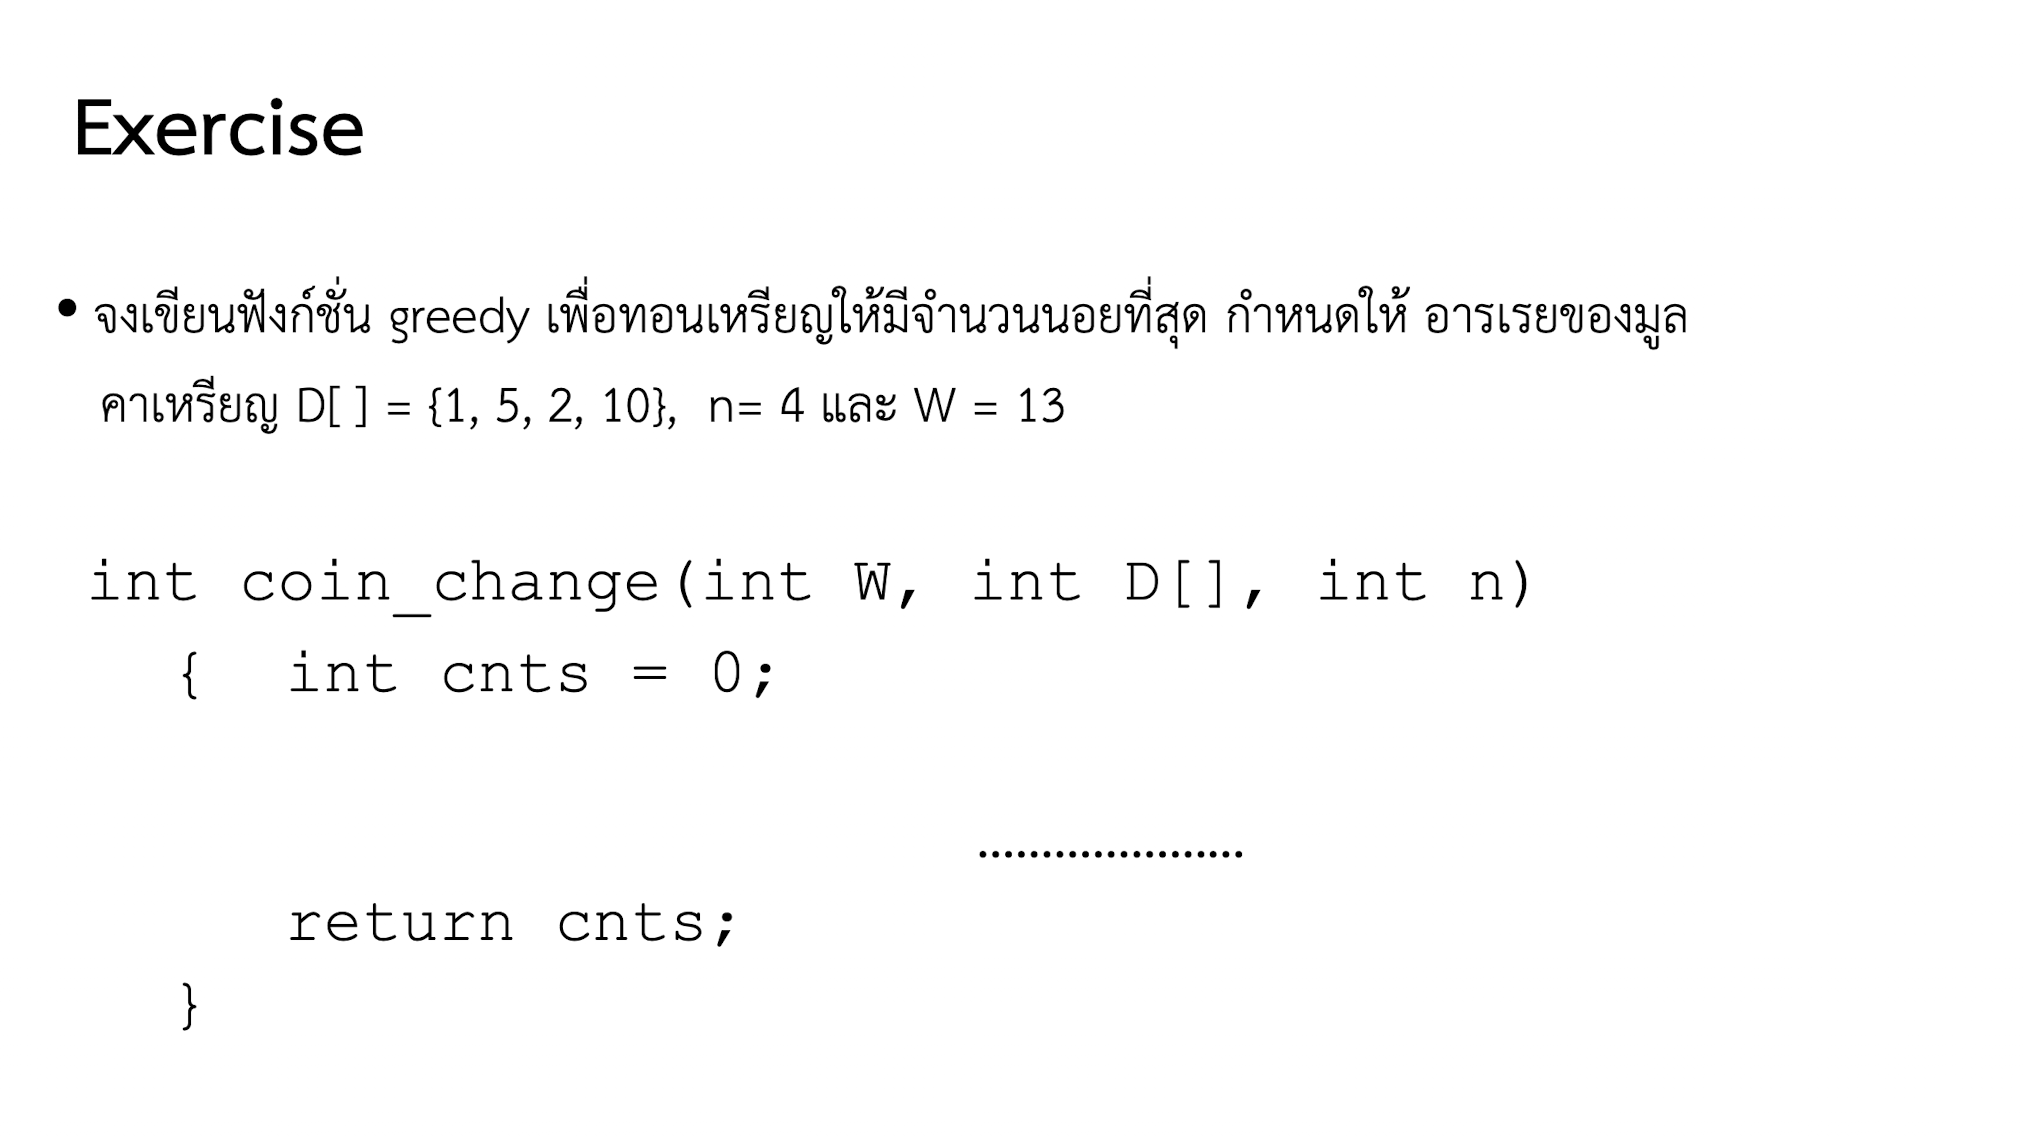 Exercise
• จงเขียนฟังก์ชั่น greedy เพื่อทอนเหรียญให้มีจำนวนนอยที่สุด กำหนดให้ อารเรยของมูล
คาเหรียญ D[ ] = {1, 5, 2, 10}, n= 4 และ W = 13
int coin_change(int W, int D[], int n)
{ int cnts = 0;
.....................
return cnts;
}